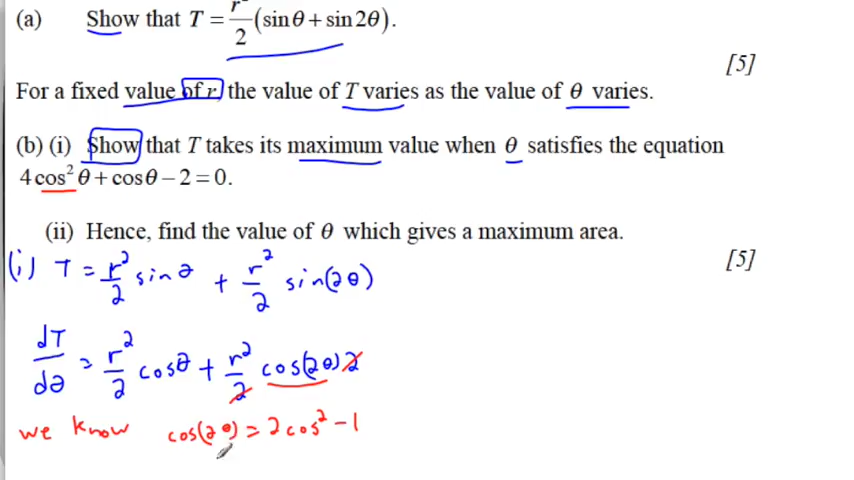 (a) Show that T = r/2 (sinθ + sin2θ).
[5]
For a fixed value of r, the value of T varies as the value of θ varies.
(b) (i) Show that T takes its maximum value when θ satisfies the equation
4cos²θ + cosθ − 2 = 0.
(ii) Hence, find the value of θ which gives a maximum area.
[5]
(i) T = r²/2 sin θ + r²/2 sin(2θ)
dT/dθ = r²/2 cosθ + r²/2 cos(2θ) 2
we know cos(2θ) = 2cos² − 1